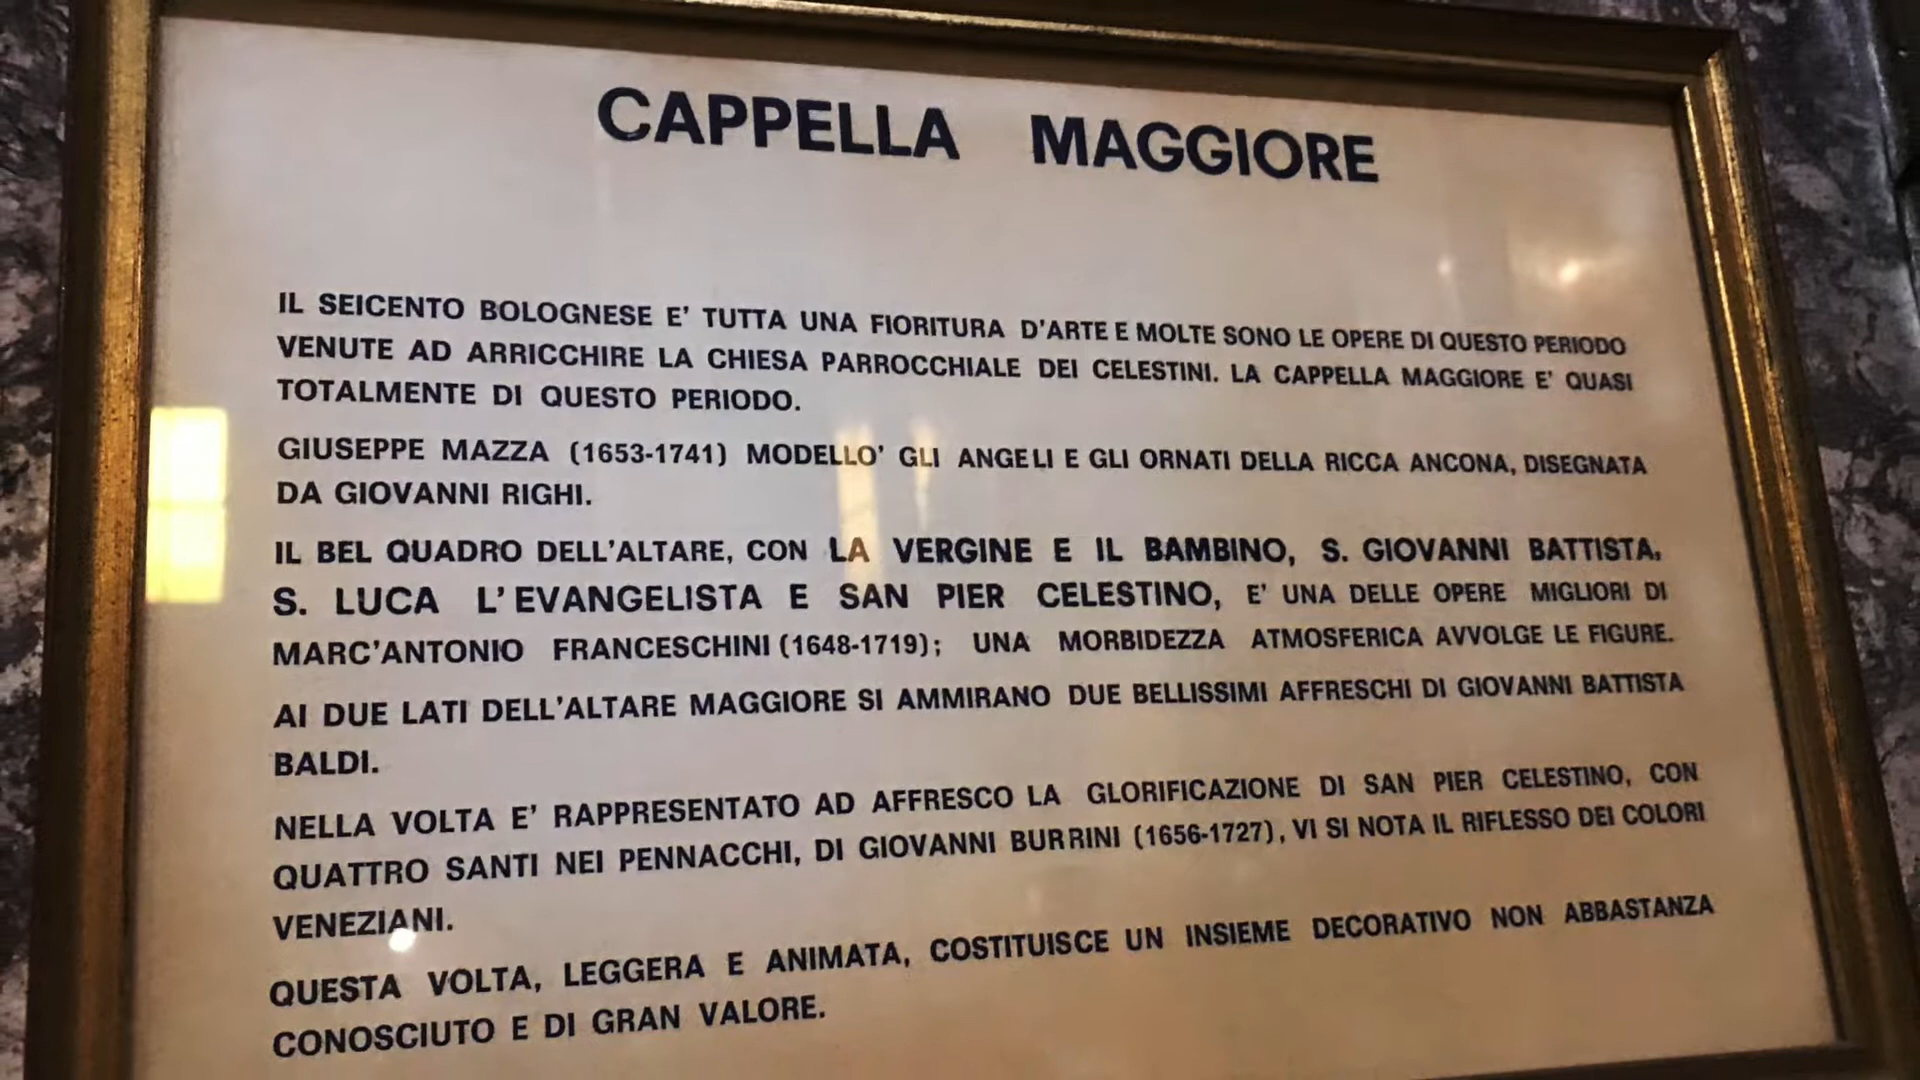 CAPPELLA MAGGIORE
IL SEICENTO BOLOGNESE E' TUTTA UNA FIORITURA D'ARTE E MOLTE SONO LE OPERE DI QUESTO PERIODO
VENUTE AD ARRICCHIRE LA CHIESA PARROCCHIALE DEI CELESTINI. LA CAPPELLA MAGGIORE E' QUASI
TOTALMENTE DI QUESTO PERIODO.
GIUSEPPE MAZZA (1653-1741) MODELLO' GLI ANGELI E GLI ORNATI DELLA RICCA ANCONA, DISEGNATA
DA GIOVANNI RIGHI.
IL BEL QUADRO DELL'ALTARE, CON LA VERGINE E IL BAMBINO, S. GIOVANNI BATTISTA,
S. LUCA L'EVANGELISTA E SAN PIER CELESTINO, E' UNA DELLE OPERE MIGLIORI DI
MARC'ANTONIO FRANCESCHINI (1648-1719); UNA MORBIDEZZA ATMOSFERICA AVVOLGE LE FIGURE.
AI DUE LATI DELL'ALTARE MAGGIORE SI AMMIRANO DUE BELLISSIMI AFFRESCHI DI GIOVANNI BATTISTA
BALDI.
NELLA VOLTA E' RAPPRESENTATO AD AFFRESCO LA GLORIFICAZIONE DI SAN PIER CELESTINO, CON
QUATTRO SANTI NEI PENNACCHI, DI GIOVANNI BURRINI (1656-1727), VI SI NOTA IL RIFLESSO DEI COLORI
VENEZIANI.
QUESTA VOLTA, LEGGERA E ANIMATA, COSTITUISCE UN INSIEME DECORATIVO NON ABBASTANZA
CONOSCIUTO E DI GRAN VALORE.